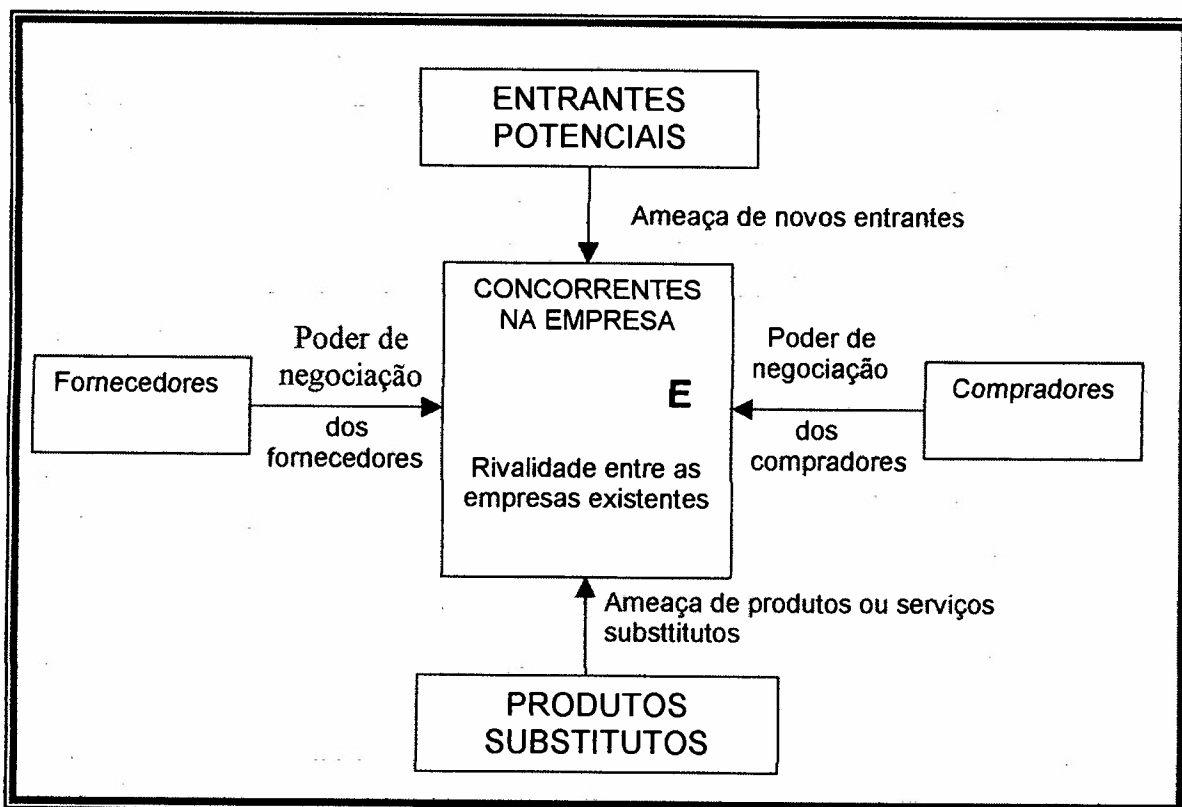 ENTRANTES
POTENCIAIS
Ameaça de novos entrantes
CONCORRENTES
NA EMPRESA
Poder de
negociação
dos
fornecedores
Fornecedores
E
Poder de
negociação
dos
compradores
Compradores
Rivalidade entre as
empresas existentes
Ameaça de produtos ou serviços
substtitutos
PRODUTOS
SUBSTITUTOS